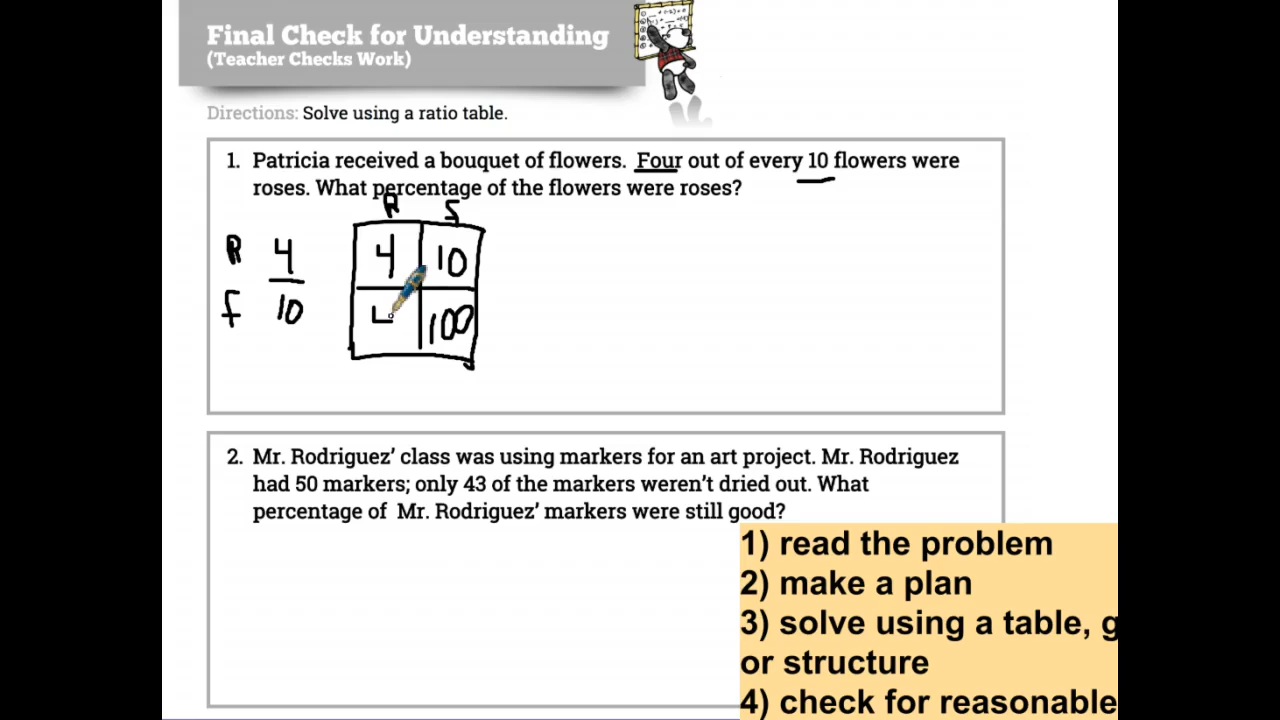 Final Check for Understanding
(Teacher Checks Work)
Directions: Solve using a ratio table.
1. Patricia received a bouquet of flowers. Four out of every 10 flowers were
roses. What percentage of the flowers were roses?
R
4 10
R 4
F 10
100
2. Mr. Rodriguez’ class was using markers for an art project. Mr. Rodriguez
had 50 markers; only 43 of the markers weren’t dried out. What
percentage of Mr. Rodriguez’ markers were still good?
1) read the problem
2) make a plan
3) solve using a table, g
or structure
4) check for reasonable